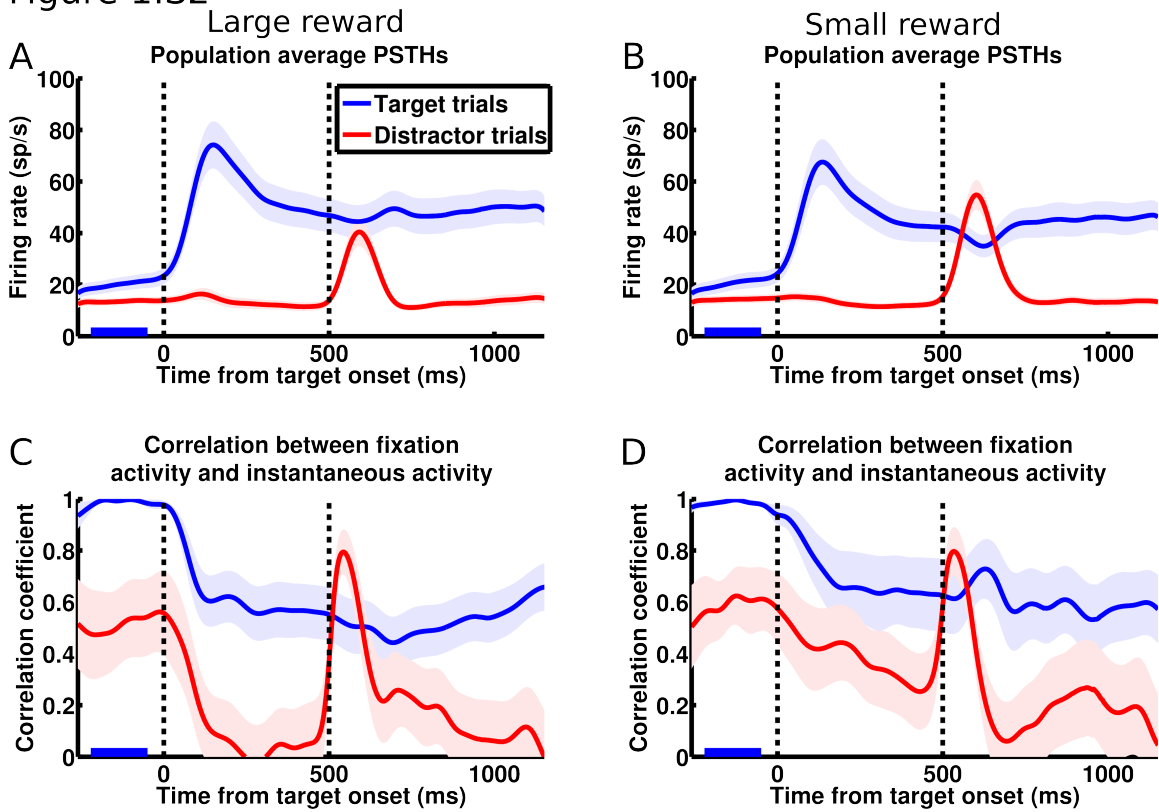 Figure 1.S2
Large reward
Small reward
A
Population average PSTHs
Firing rate (sp/s)
100
80
60
40
20
0
Target trials
Distractor trials
0
500
1000
Time from target onset (ms)
B
Population average PSTHs
Firing rate (sp/s)
100
80
60
40
20
0
0
500
1000
Time from target onset (ms)
C
Correlation between fixation
activity and instantaneous activity
Correlation coefficient
1
0.8
0.6
0.4
0.2
0
0
500
1000
Time from target onset (ms)
D
Correlation between fixation
activity and instantaneous activity
Correlation coefficient
1
0.8
0.6
0.4
0.2
0
0
500
1000
Time from target onset (ms)